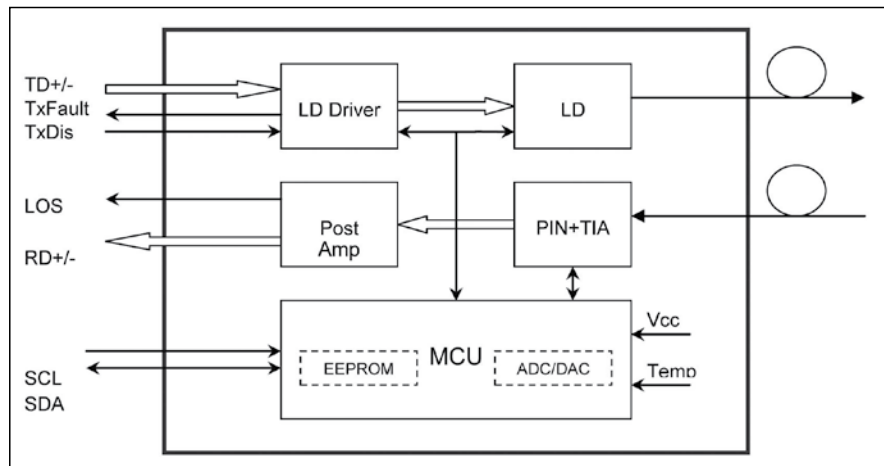 TD+/-
TxFault
TxDis
LD Driver
LD
LOS
RD+/-
Post
Amp
PIN+TIA
SCL
SDA
MCU
EEPROM
ADC/DAC
Vcc
Temp